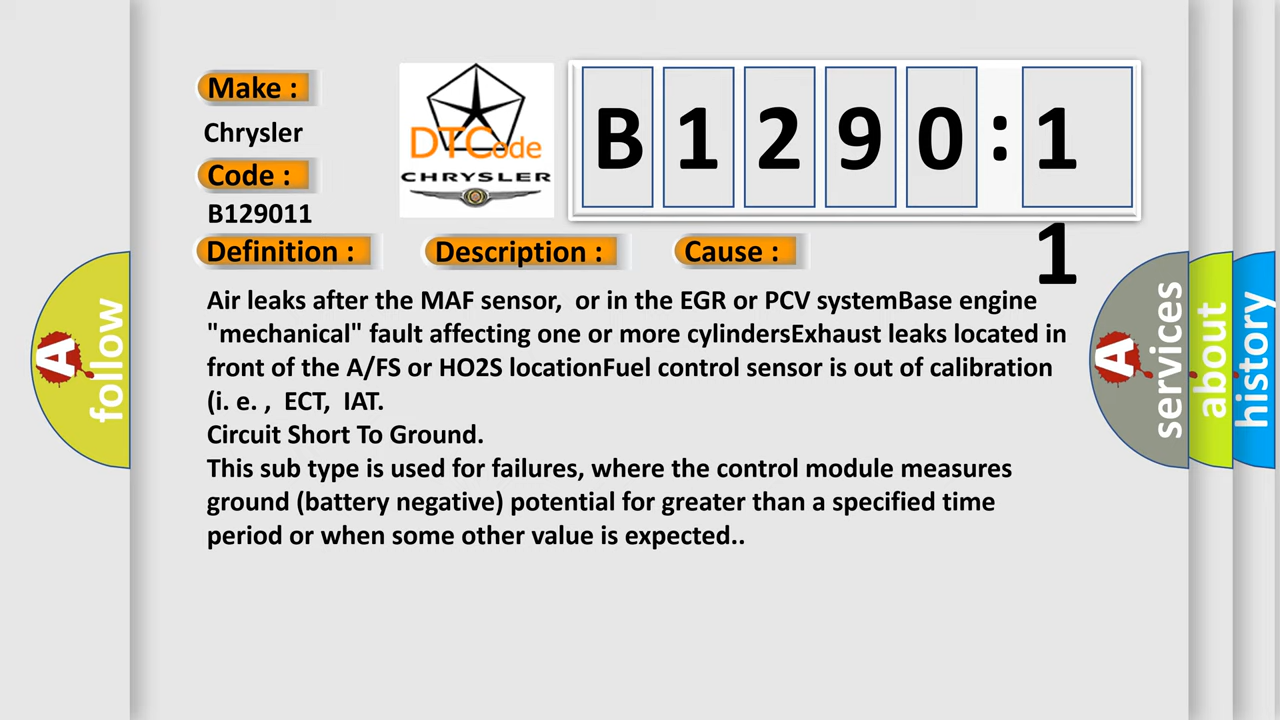 Make :
Chrysler
Code :
B129011
DTCode
CHRYSLER
B 1 2 9 0 : 1
1
Definition :
Description :
Cause :
Air leaks after the MAF sensor,  or in the EGR or PCV systemBase engine
"mechanical" fault affecting one or more cylindersExhaust leaks located in
front of the A/FS or HO2S locationFuel control sensor is out of calibration
(i. e. ,  ECT,  IAT.
Circuit Short To Ground.
This sub type is used for failures, where the control module measures
ground (battery negative) potential for greater than a specified time
period or when some other value is expected..
A
follow
A
services
about
history